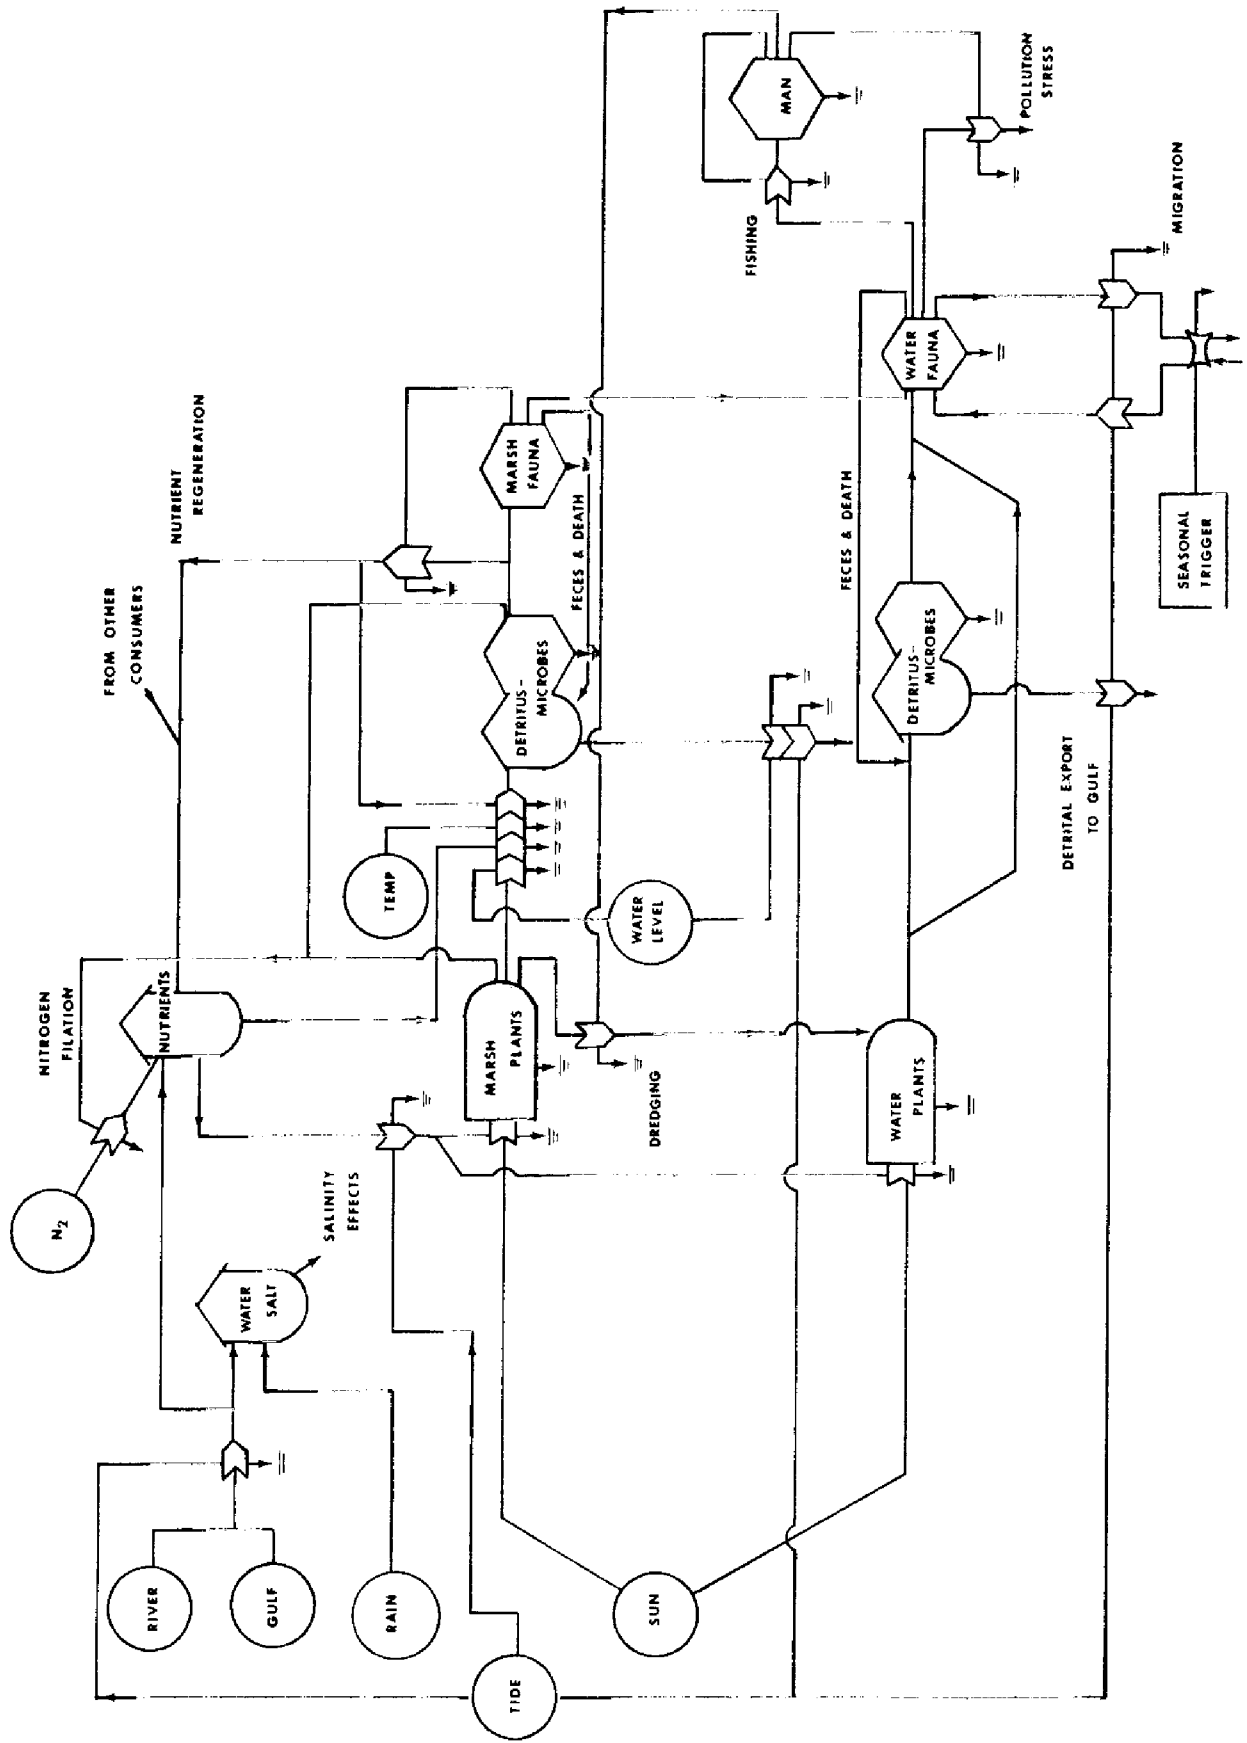 RIVER
GULF
RAIN
TIDE
SUN
N2
WATER
SALT
SALINITY
EFFECTS
NITROGEN
FILATION
NUTRIENTS
FROM OTHER
CONSUMERS
NUTRIENT
REGENERATION
TEMP
WATER
LEVEL
MARSH
PLANTS
DREDGING
DETRITUS-
MICROBES
FECES & DEATH
MARSH
FAUNA
WATER
PLANTS
DETRITUS-
MICROBES
FECES & DEATH
WATER
FAUNA
FISHING
MAN
POLLUTION
STRESS
MIGRATION
SEASONAL
TRIGGER
DETRITAL EXPORT
TO GULF